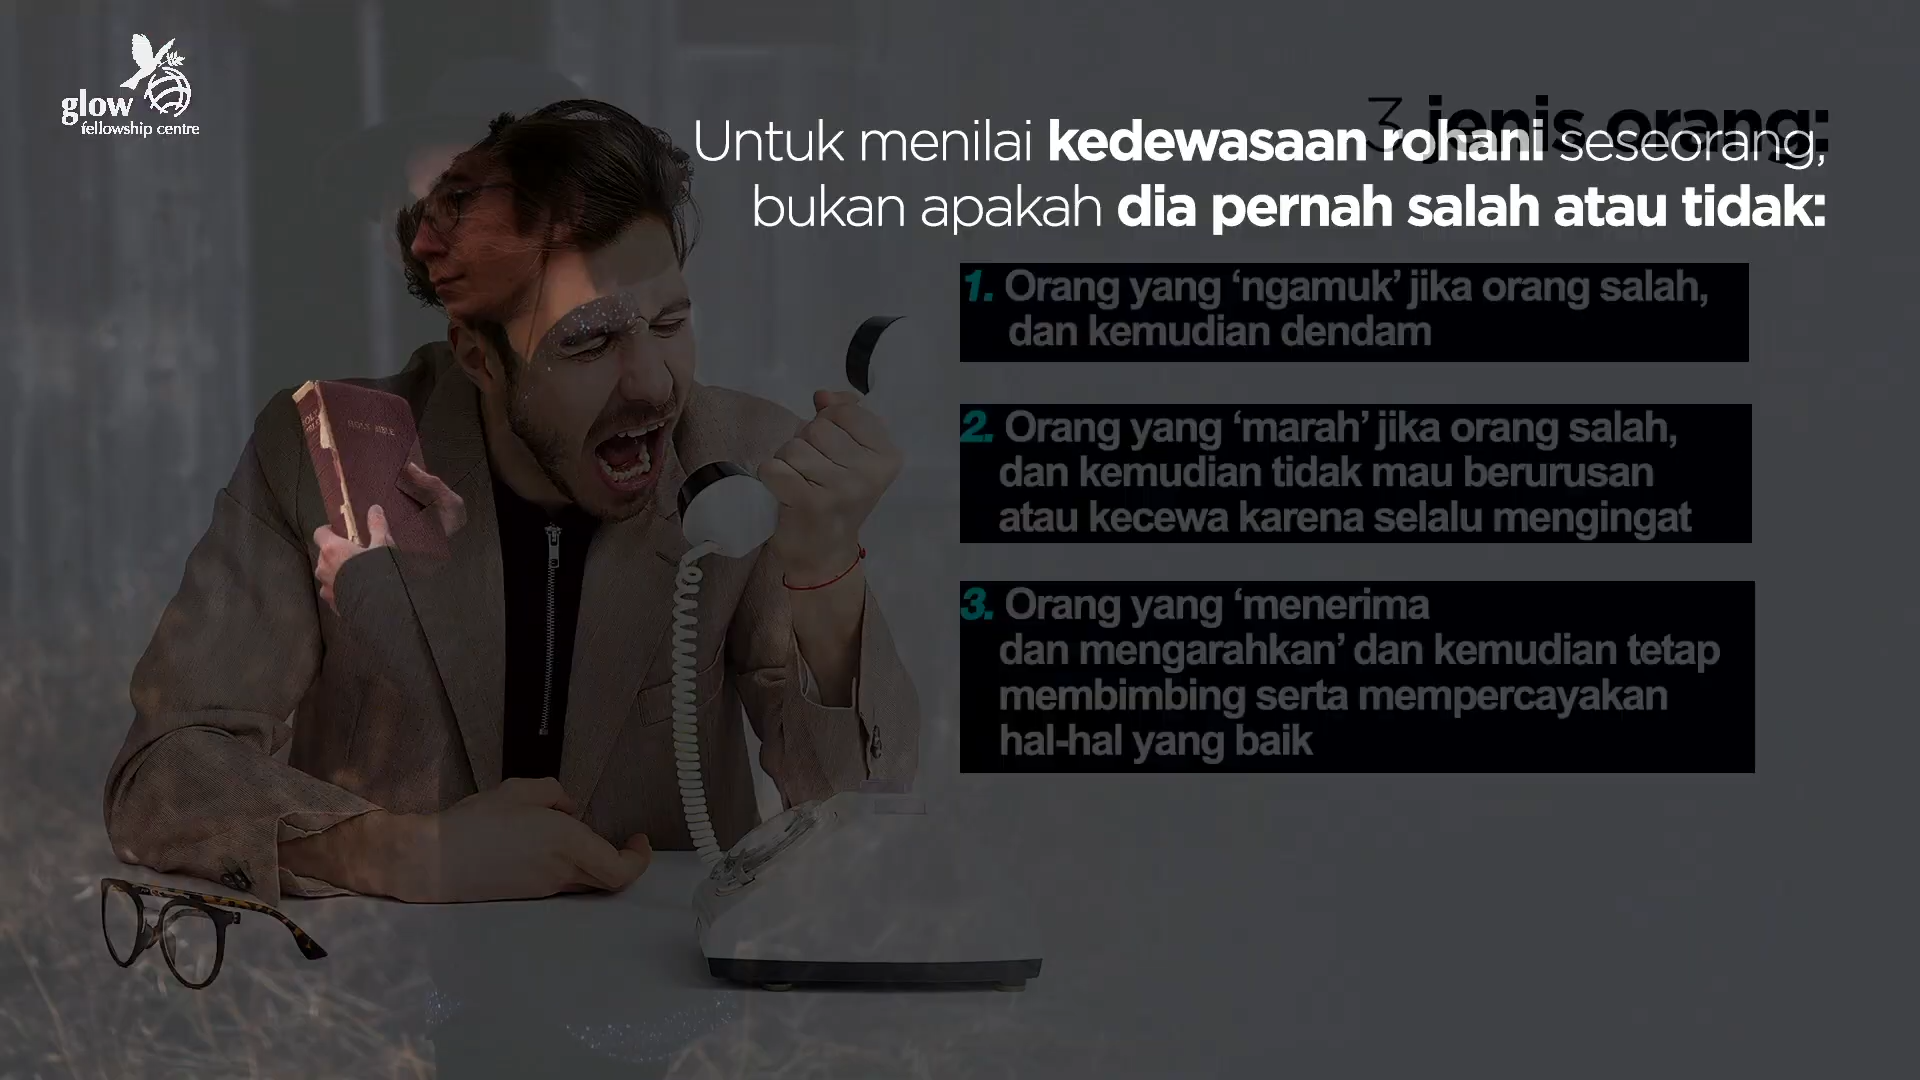 glow
fellowship centre
3 jenis orang:
Untuk menilai kedewasaan rohani seseorang,
bukan apakah dia pernah salah atau tidak:
1. Orang yang ‘ngamuk’ jika orang salah,
dan kemudian dendam
2. Orang yang ‘marah’ jika orang salah,
dan kemudian tidak mau berurusan
atau kecewa karena selalu mengingat
3. Orang yang ‘menerima
dan mengarahkan’ dan kemudian tetap
membimbing serta mempercayakan
hal-hal yang baik
HOLY BIBLE